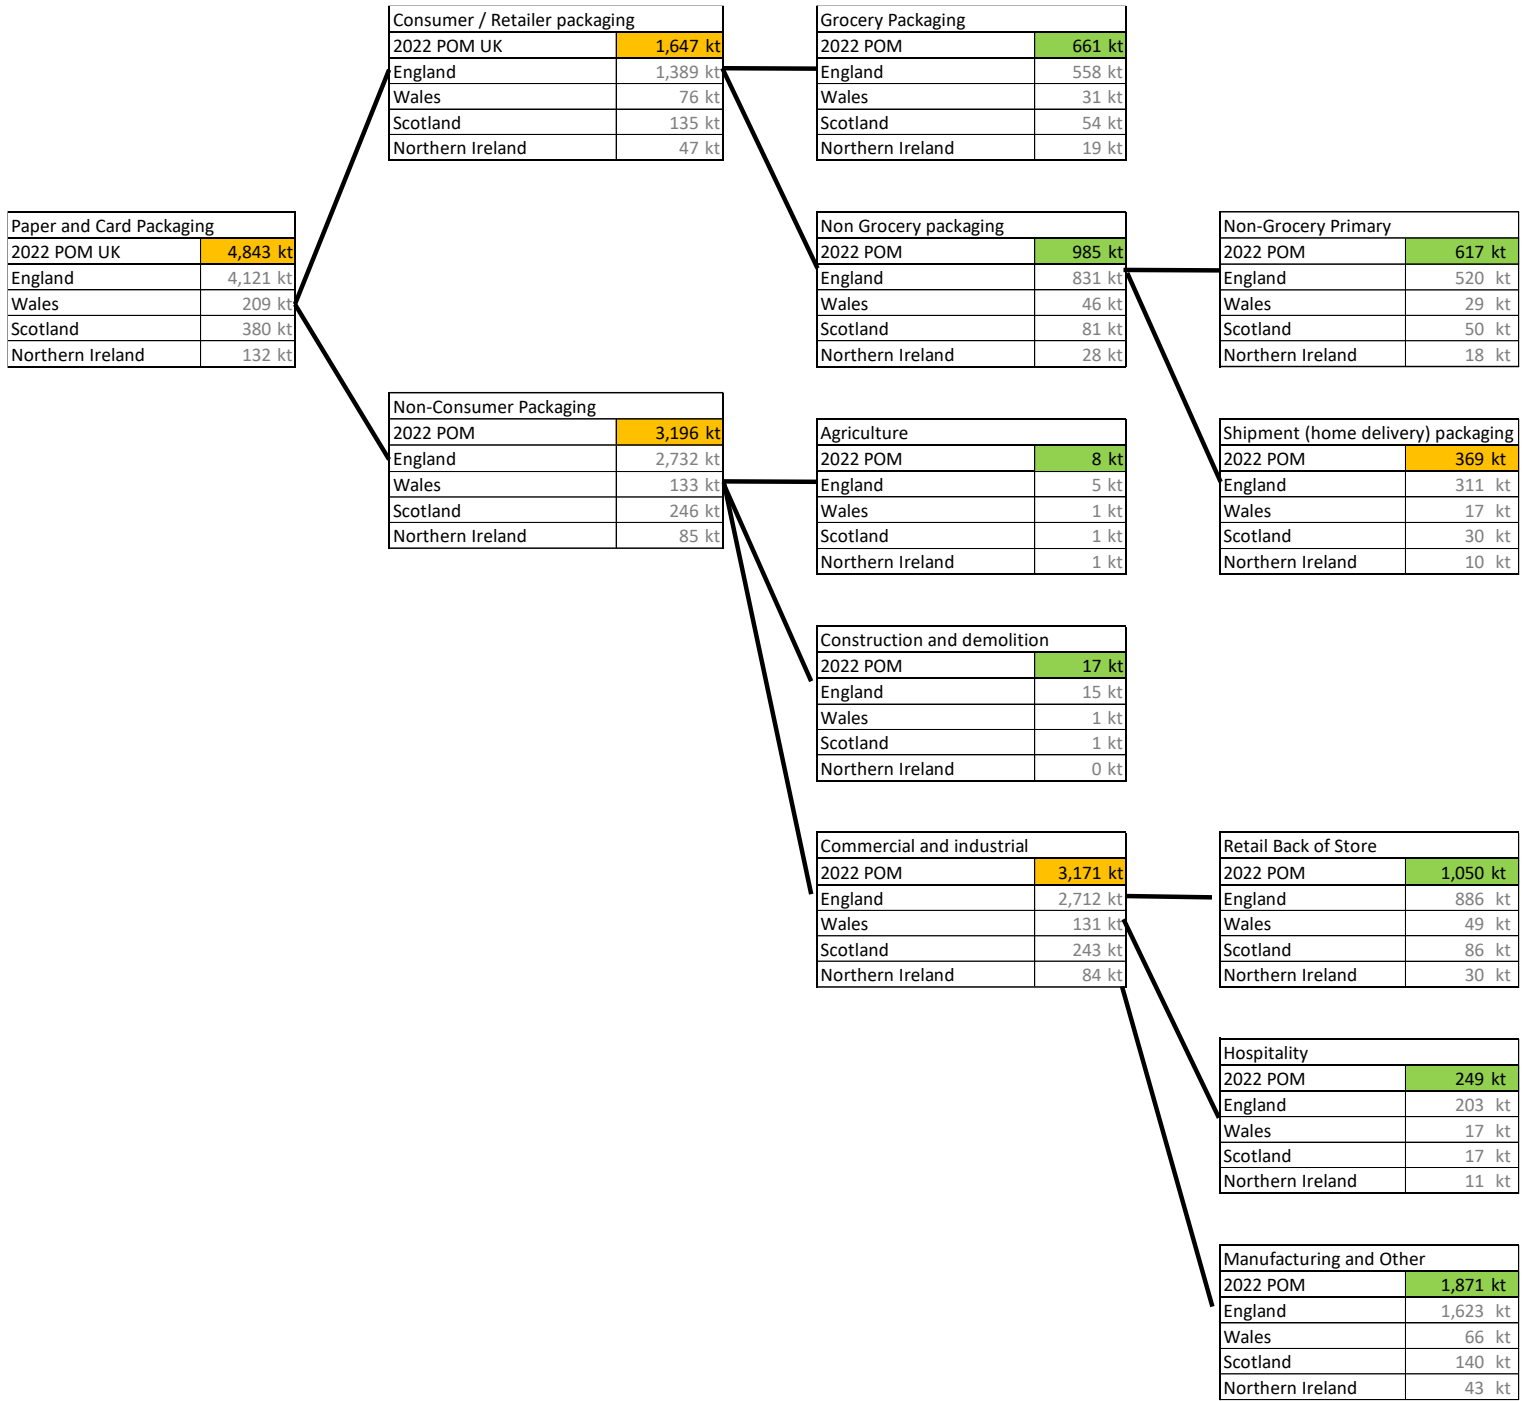 Consumer / Retailer packaging
2022 POM UK 1,647 kt
England 1,389 kt
Wales 76 kt
Scotland 135 kt
Northern Ireland 47 kt
Grocery Packaging
2022 POM 661 kt
England 558 kt
Wales 31 kt
Scotland 54 kt
Northern Ireland 19 kt
Paper and Card Packaging
2022 POM UK 4,843 kt
England 4,121 kt
Wales 209 kt
Scotland 380 kt
Northern Ireland 132 kt
Non Grocery packaging
2022 POM 985 kt
England 831 kt
Wales 46 kt
Scotland 81 kt
Northern Ireland 28 kt
Non-Grocery Primary
2022 POM 617 kt
England 520 kt
Wales 29 kt
Scotland 50 kt
Northern Ireland 18 kt
Non-Consumer Packaging
2022 POM 3,196 kt
England 2,732 kt
Wales 133 kt
Scotland 246 kt
Northern Ireland 85 kt
Agriculture
2022 POM 8 kt
England 5 kt
Wales 1 kt
Scotland 1 kt
Northern Ireland 1 kt
Shipment (home delivery) packaging
2022 POM 369 kt
England 311 kt
Wales 17 kt
Scotland 30 kt
Northern Ireland 10 kt
Construction and demolition
2022 POM 17 kt
England 15 kt
Wales 1 kt
Scotland 1 kt
Northern Ireland 0 kt
Commercial and industrial
2022 POM 3,171 kt
England 2,712 kt
Wales 131 kt
Scotland 243 kt
Northern Ireland 84 kt
Retail Back of Store
2022 POM 1,050 kt
England 886 kt
Wales 49 kt
Scotland 86 kt
Northern Ireland 30 kt
Hospitality
2022 POM 249 kt
England 203 kt
Wales 17 kt
Scotland 17 kt
Northern Ireland 11 kt
Manufacturing and Other
2022 POM 1,871 kt
England 1,623 kt
Wales 66 kt
Scotland 140 kt
Northern Ireland 43 kt